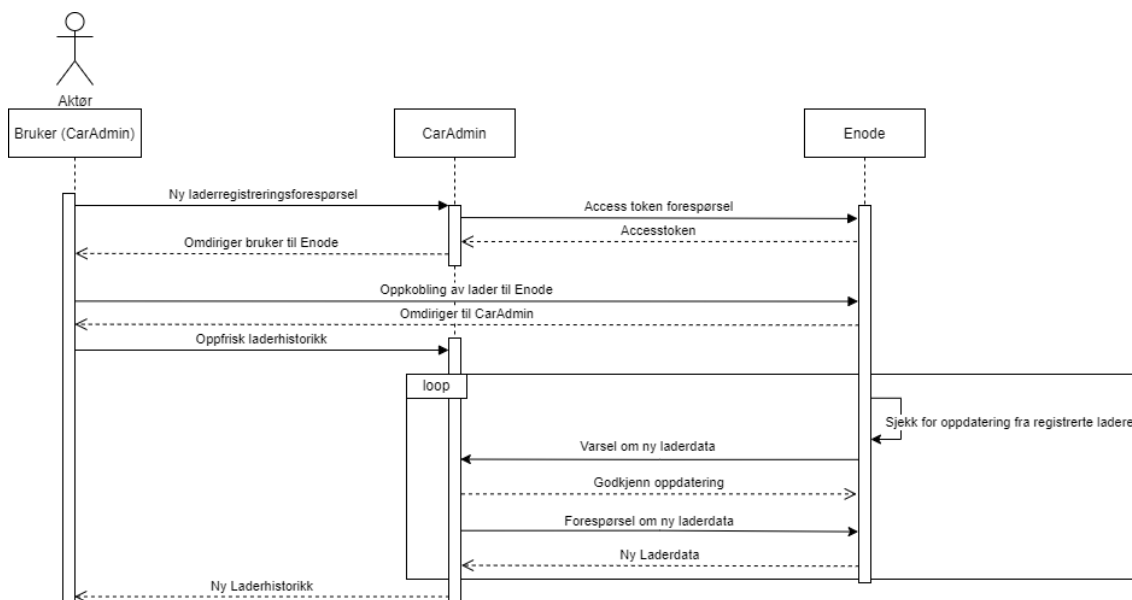 Aktør
Bruker (CarAdmin)
CarAdmin
Enode
Ny laderregistreringsforespørsel
Access token forespørsel
Accesstoken
Omdiriger bruker til Enode
Oppkobling av lader til Enode
Omdiriger til CarAdmin
Oppfrisk laderhistorikk
loop
Sjekk for oppdatering fra registrerte ladere
Varsel om ny laderdata
Godkjenn oppdatering
Forespørsel om ny laderdata
Ny Laderdata
Ny Laderhistorikk